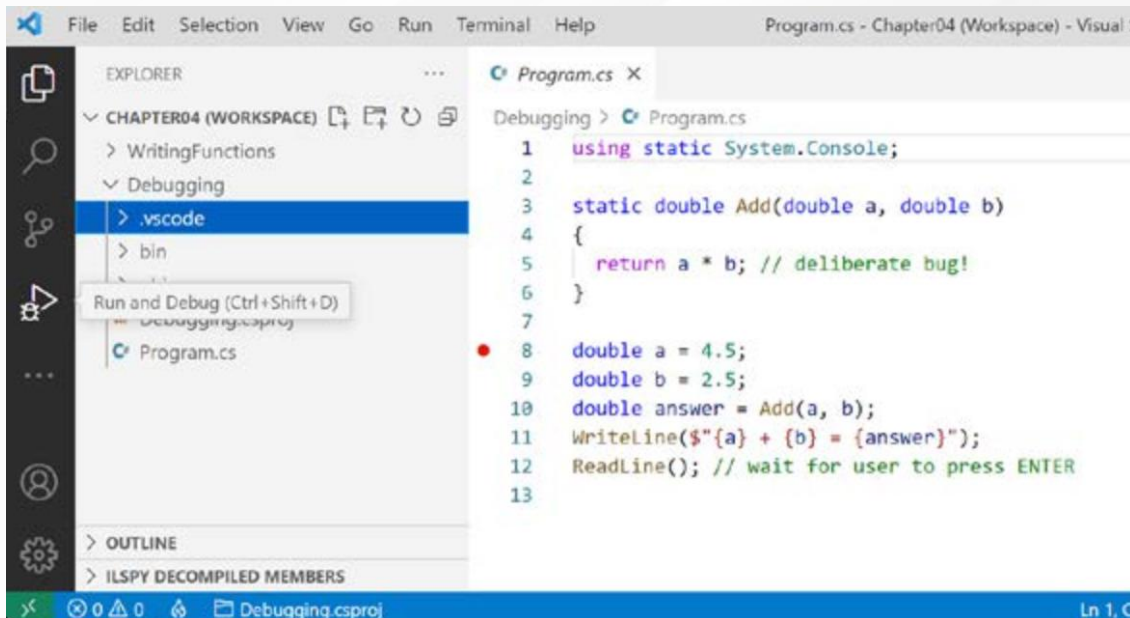 File Edit Selection View Go Run Terminal Help Program.cs - Chapter04 (Workspace) - Visual
EXPLORER ...
CHAPTER04 (WORKSPACE)
WritingFunctions
Debugging
.vscode
bin
Run and Debug (Ctrl+Shift+D)
Debugging.csproj
Program.cs
OUTLINE
ILSPY DECOMPILED MEMBERS
Program.cs
Debugging > Program.cs
1 using static System.Console;
2
3 static double Add(double a, double b)
4 {
5 return a * b; // deliberate bug!
6 }
7
8 double a = 4.5;
9 double b = 2.5;
10 double answer = Add(a, b);
11 WriteLine($"{a} + {b} = {answer}");
12 ReadLine(); // wait for user to press ENTER
13
0 0 Debugging.csproj Ln 1,